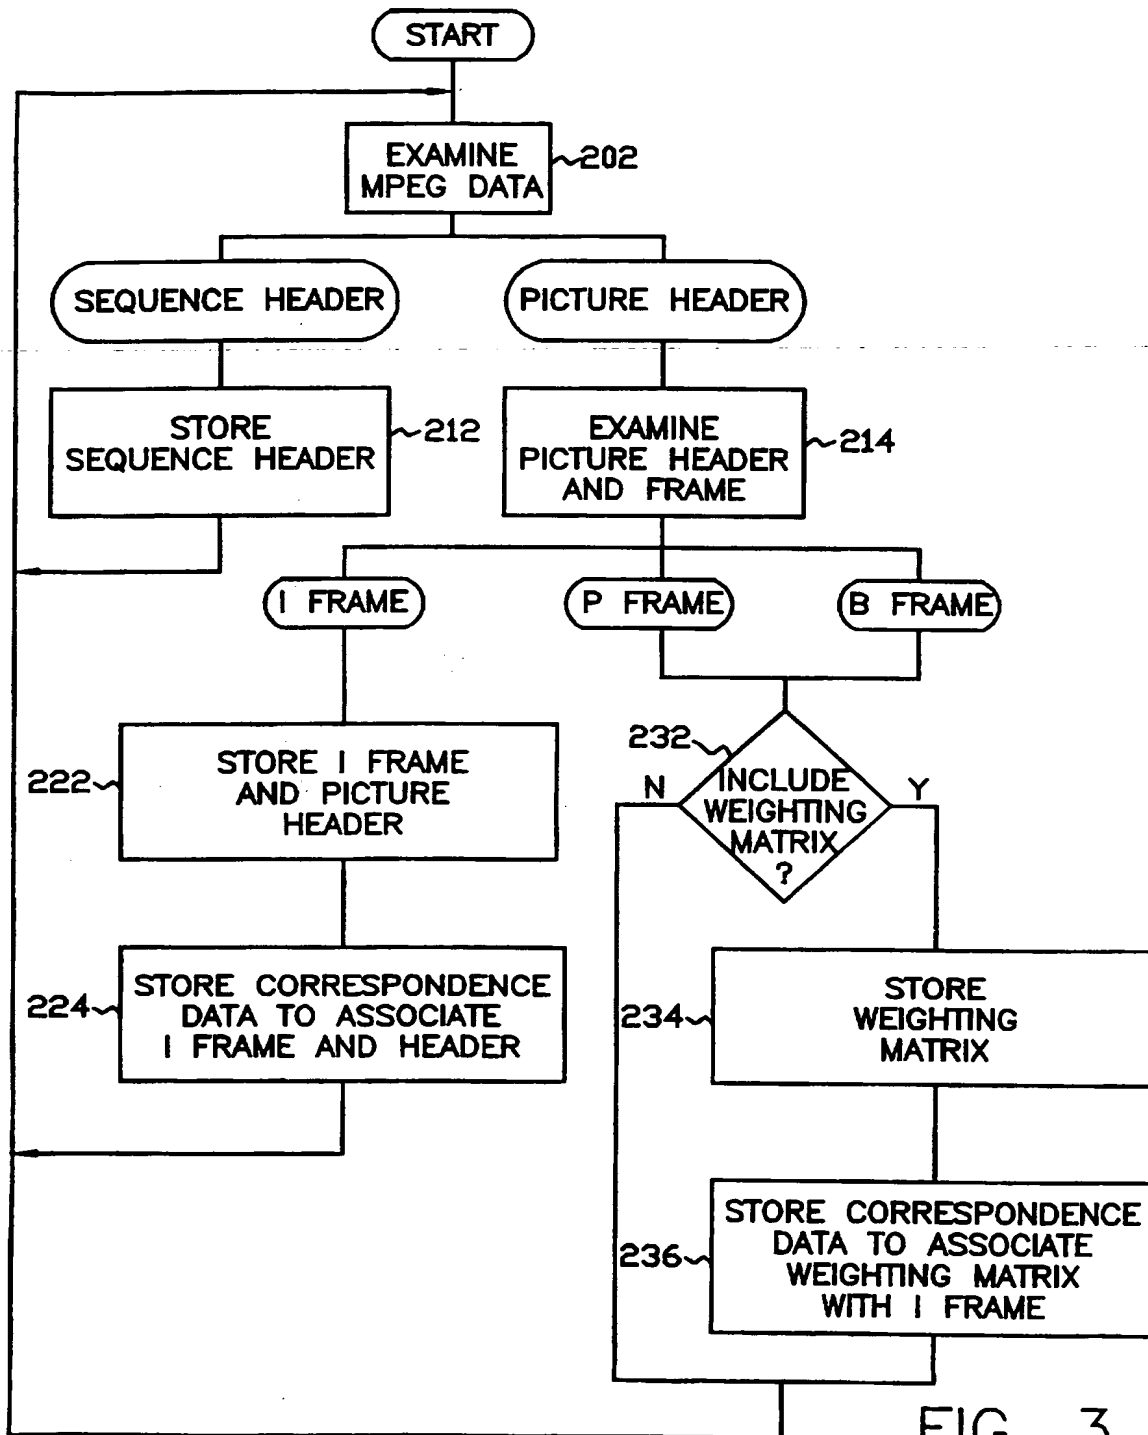 START
EXAMINE
MPEG DATA
202
SEQUENCE HEADER
PICTURE HEADER
STORE
SEQUENCE HEADER
212
EXAMINE
PICTURE HEADER
AND FRAME
214
I FRAME
P FRAME
B FRAME
222
STORE I FRAME
AND PICTURE
HEADER
232
N
INCLUDE
WEIGHTING
MATRIX
?
Y
224
STORE CORRESPONDENCE
DATA TO ASSOCIATE
I FRAME AND HEADER
234
STORE
WEIGHTING
MATRIX
236
STORE CORRESPONDENCE
DATA TO ASSOCIATE
WEIGHTING MATRIX
WITH I FRAME
FIG. 3